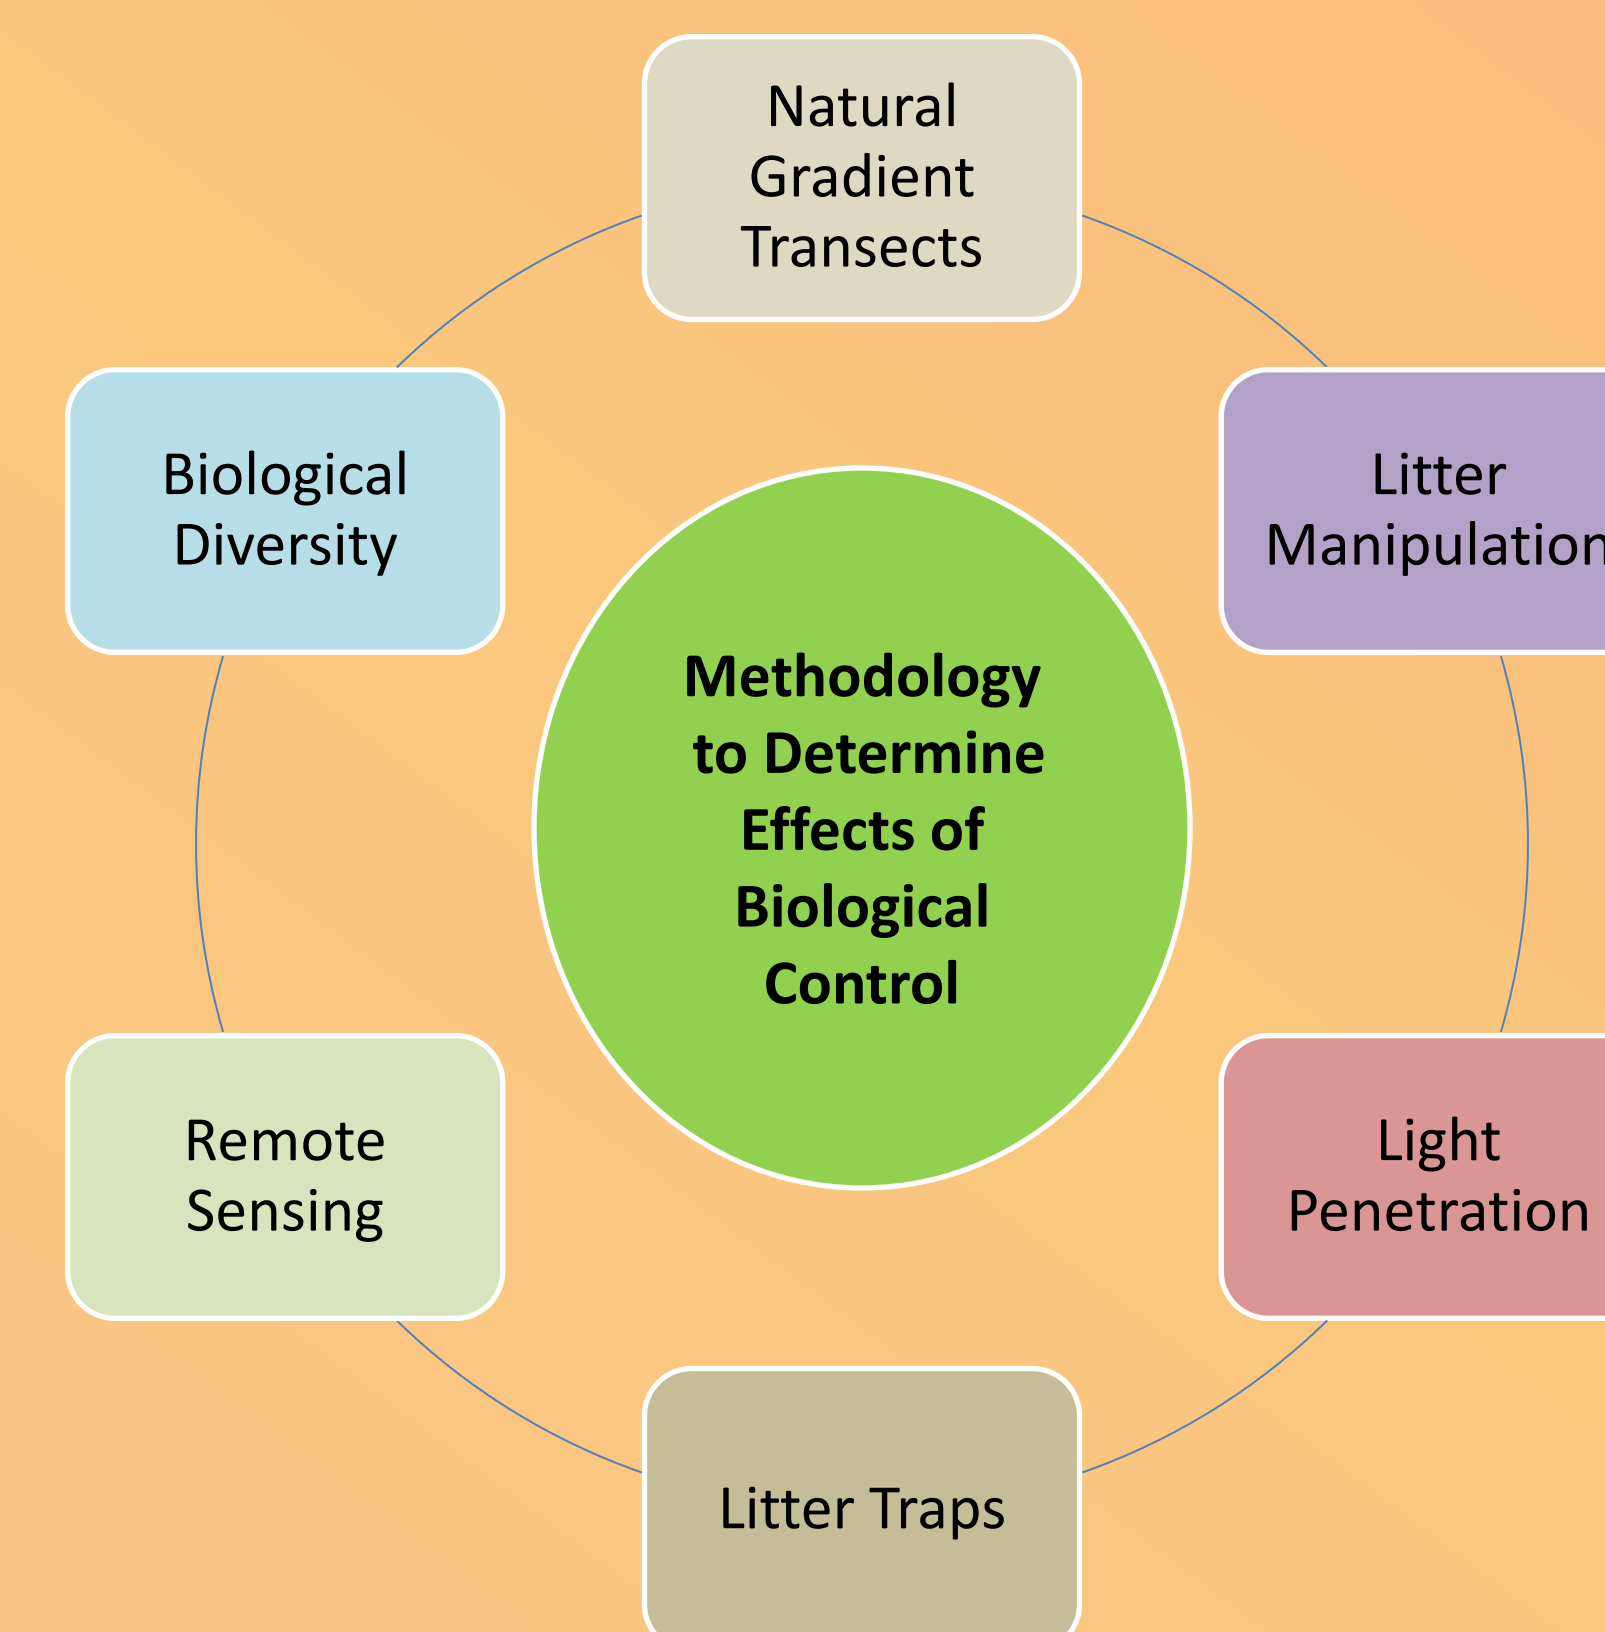 Natural
Gradient
Transects
Biological
Diversity
Litter
Manipulation
Methodology
to Determine
Effects of
Biological
Control
Remote
Sensing
Light
Penetration
Litter Traps